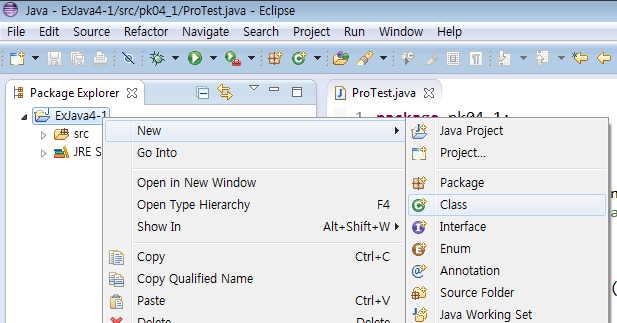 Java - ExJava4-1/src/pk04_1/ProTest.java - Eclipse
File Edit Source Refactor Navigate Search Project Run Window Help
Package Explorer
ProTest.java
ExJava4-1
1 package pk04_1;
src
JRE S
New
Go Into
Open in New Window
Open Type Hierarchy F4
Show In Alt+Shift+W
Copy Ctrl+C
Copy Qualified Name
Paste Ctrl+V
Delete Delete
Java Project
Project...
Package
Class
Interface
Enum
Annotation
Source Folder
Java Working Set